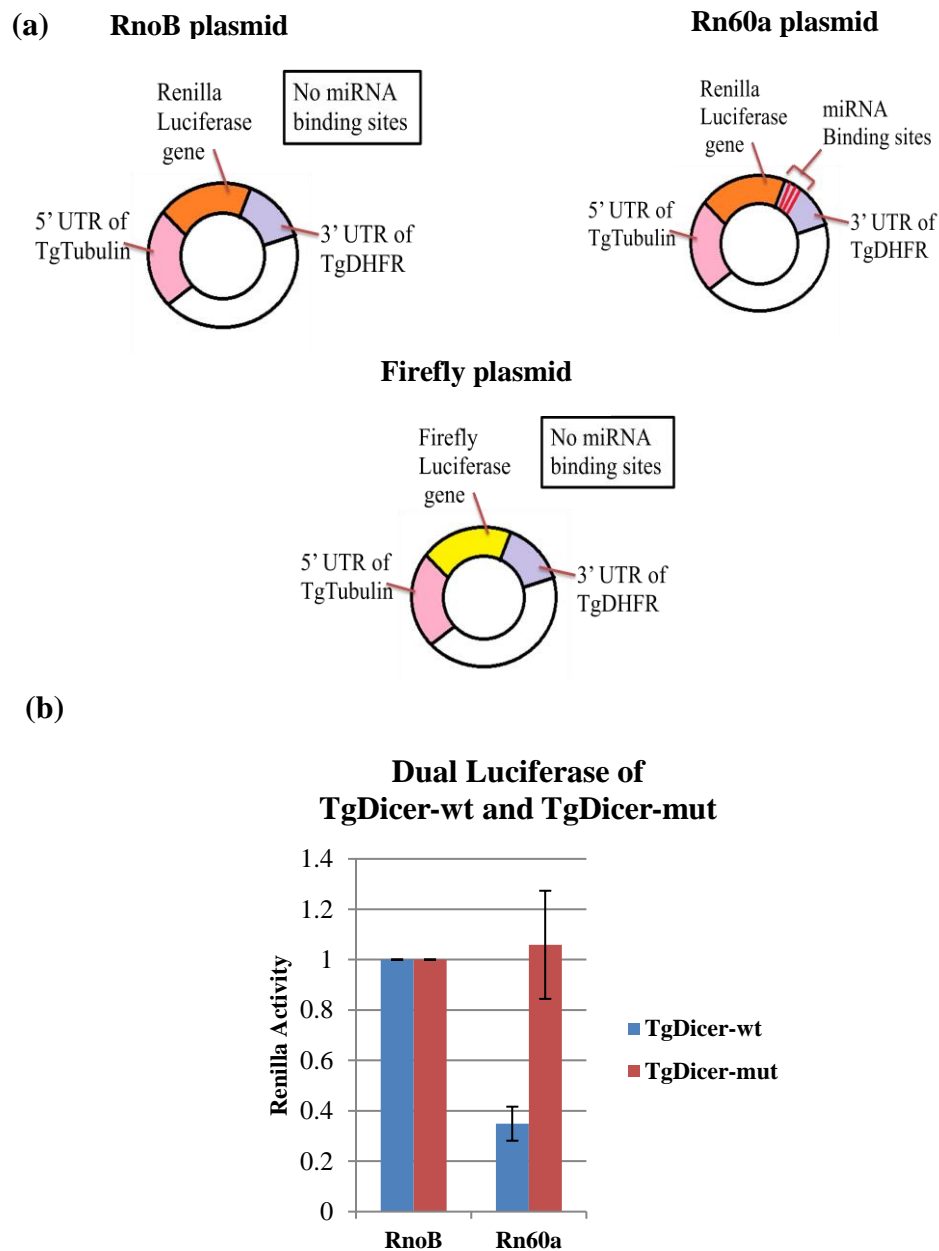 (a)
RnoB plasmid
Renilla
Luciferase
gene
No miRNA
binding sites
5’ UTR of
TgTubulin
3’ UTR of
TgDHFR
Rn60a plasmid
Renilla
Luciferase
gene
miRNA
Binding sites
5’ UTR of
TgTubulin
3’ UTR of
TgDHFR
Firefly plasmid
Firefly
Luciferase
gene
No miRNA
binding sites
5’ UTR of
TgTubulin
3’ UTR of
TgDHFR
(b)
Dual Luciferase of
TgDicer-wt and TgDicer-mut
Renilla Activity
1.4
1.2
1
0.8
0.6
0.4
0.2
0
RnoB
Rn60a
TgDicer-wt
TgDicer-mut